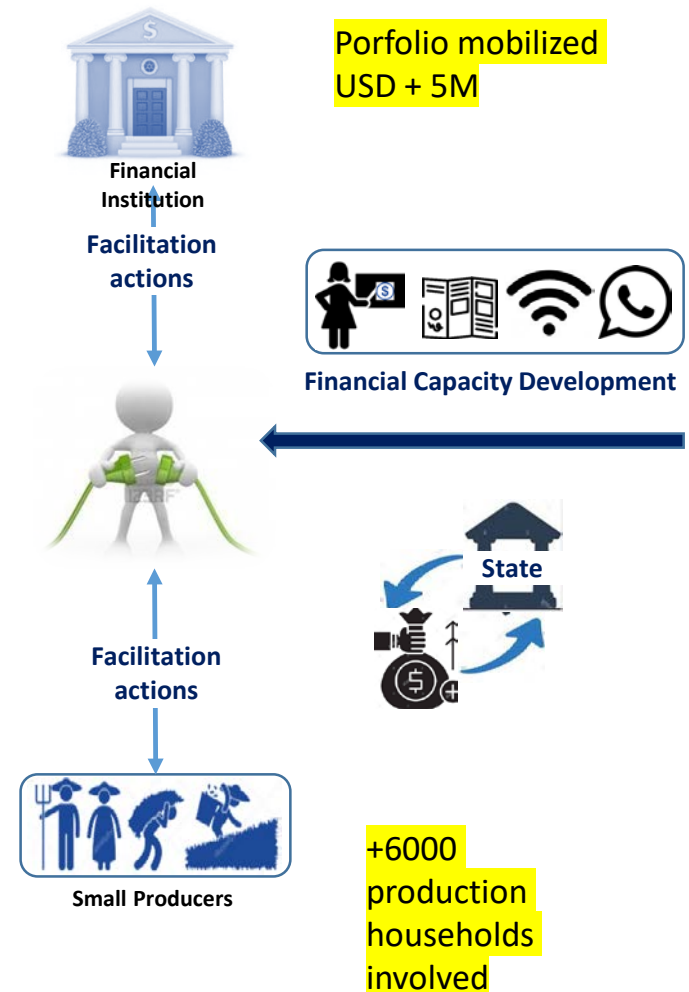 Porfolio mobilized
USD + 5M
Financial
Institution
Facilitation
actions
Financial Capacity Development
123RF
State
Facilitation
actions
Small Producers
+6000
production
households
involved